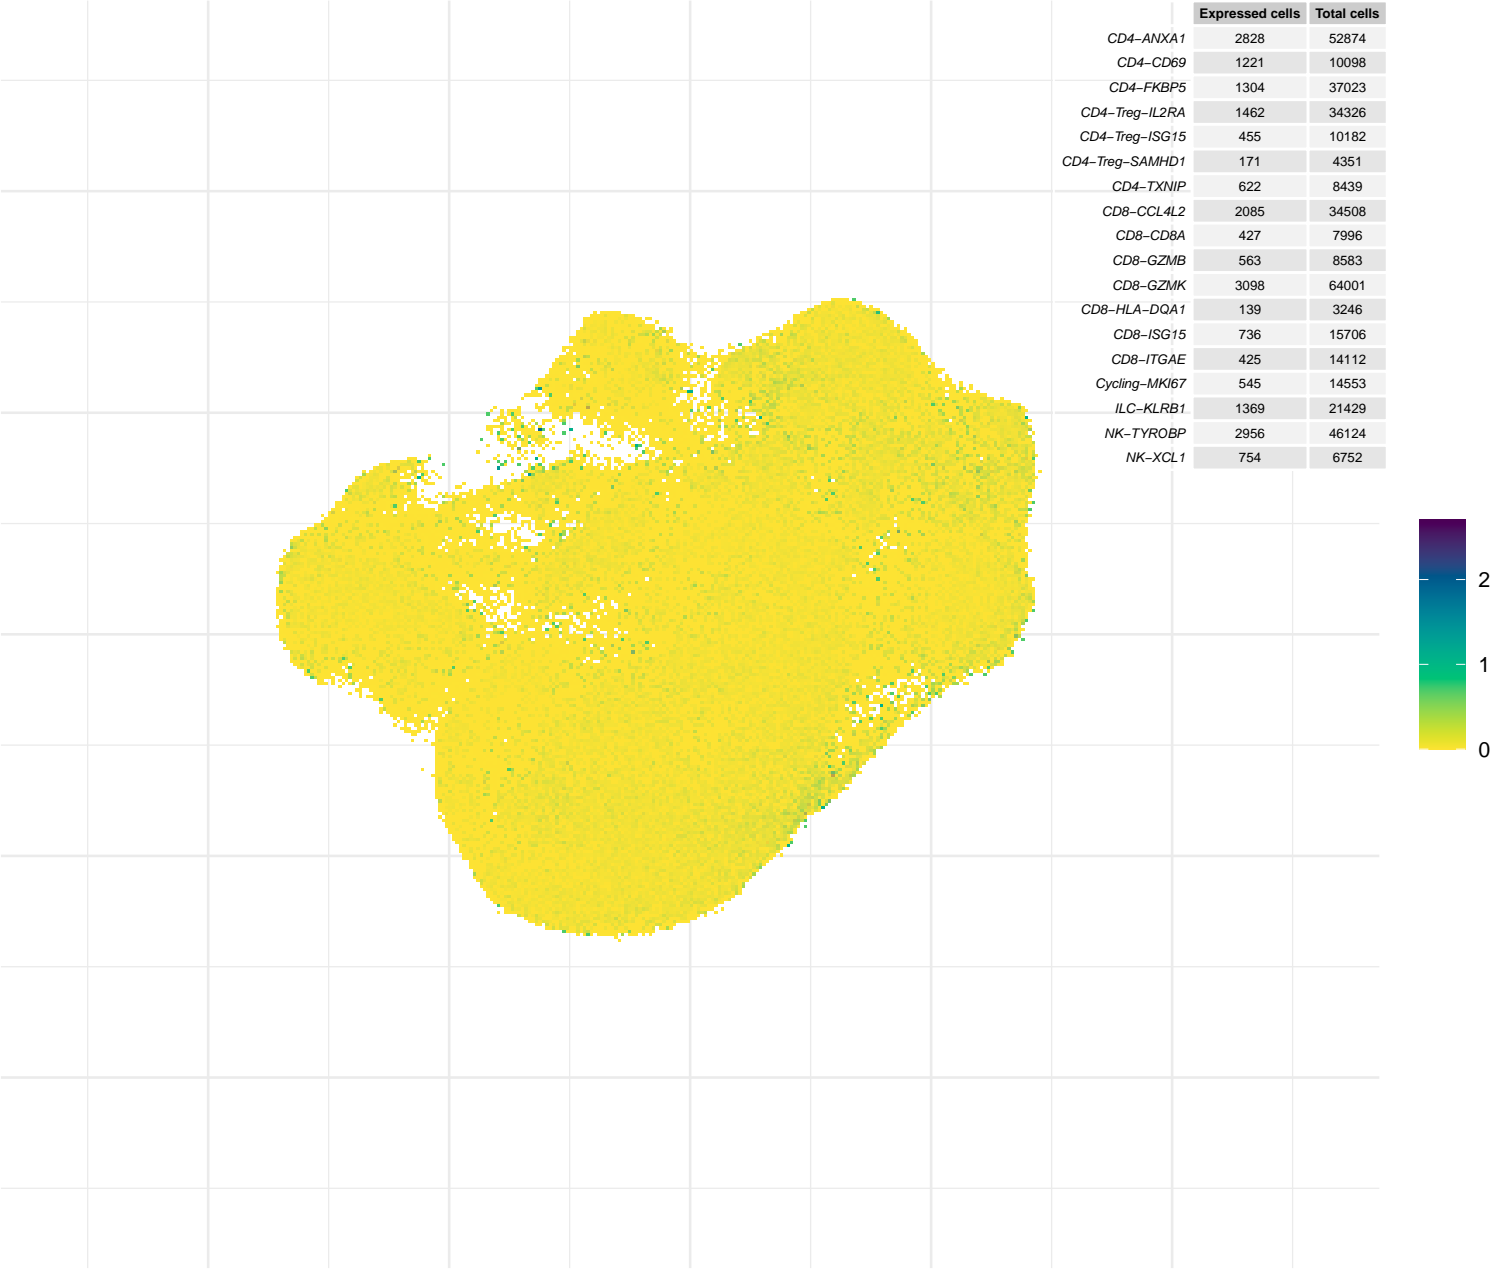 Expressed cells Total cells
CD4−ANXA1 2828 52874
CD4−CD69 1221 10098
CD4−FKBP5 1304 37023
CD4−Treg−IL2RA 1462 34326
CD4−Treg−ISG15 455 10182
CD4−Treg−SAMHD1 171 4351
CD4−TXNIP 622 8439
CD8−CCL4L2 2085 34508
CD8−CD8A 427 7996
CD8−GZMB 563 8583
CD8−GZMK 3098 64001
CD8−HLA−DQA1 139 3246
CD8−ISG15 736 15706
CD8−ITGAE 425 14112
Cycling−MKI67 545 14553
ILC−KLRB1 1369 21429
NK−TYROBP 2956 46124
NK−XCL1 754 6752
2
1
0